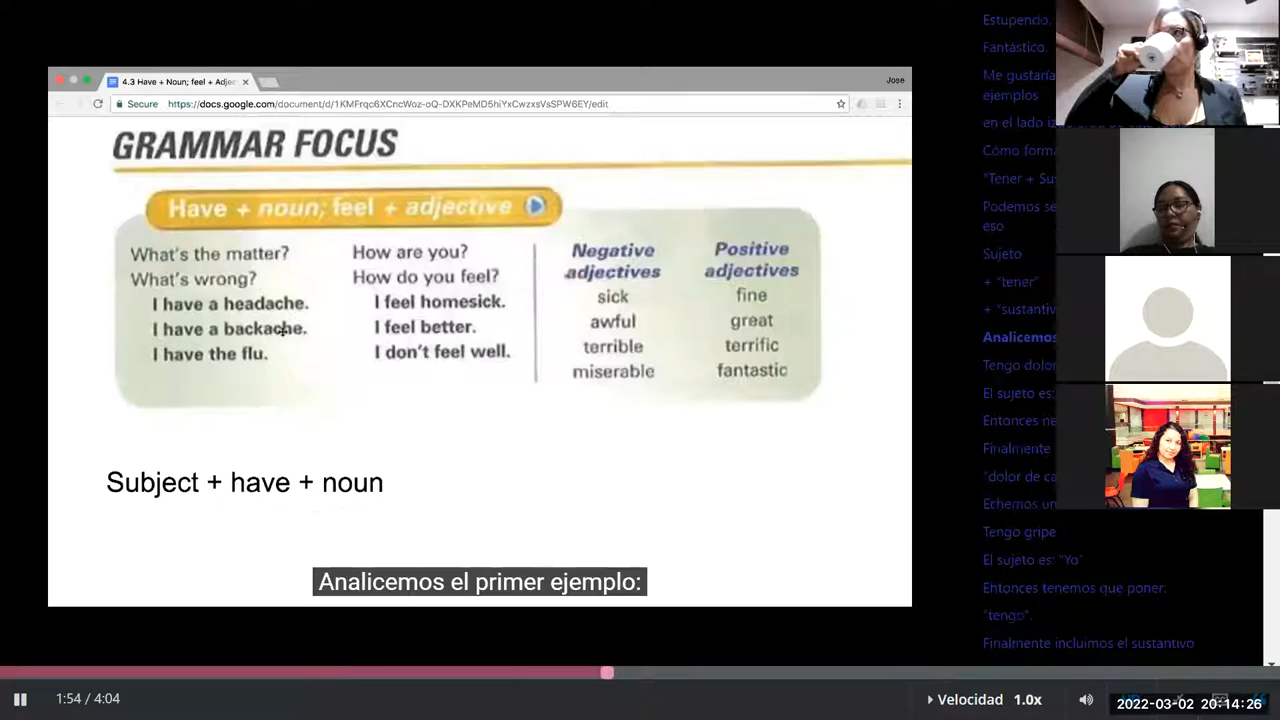 4.3 Have + Noun; feel + Adjec
Jose
Secure
https://docs.google.com/document/d/1KMFrqc6XCncWoz-oQ-DXKPeMD5hiYxCwzxsVsSPW6EY/edit
GRAMMAR FOCUS
Have + noun; feel + adjective
What's the matter?
What's wrong?
I have a headache.
I have a backache.
I have the flu.
How are you?
How do you feel?
I feel homesick.
I feel better.
I don't feel well.
Negative
adjectives
sick
awful
terrible
miserable
Positive
adjectives
fine
great
terrific
fantastic
Subject + have + noun
Analicemos el primer ejemplo:
Estupendo.
Fantástico.
Me gustaría
ejemplos
en el lado
Cómo forma
"Tener + Su
Podemos se
eso
Sujeto
+ "tener"
+ "sustantiv
Analicemos
Tengo dolor
El sujeto es:
Entonces ne
Finalmente
"dolor de ca
Echemos un
Tengo gripe
El sujeto es: "Yo"
Entonces tenemos que poner:
"tengo".
Finalmente incluimos el sustantivo
1:54 / 4:04
Velocidad 1.0x
2022-03-02 20:14:26